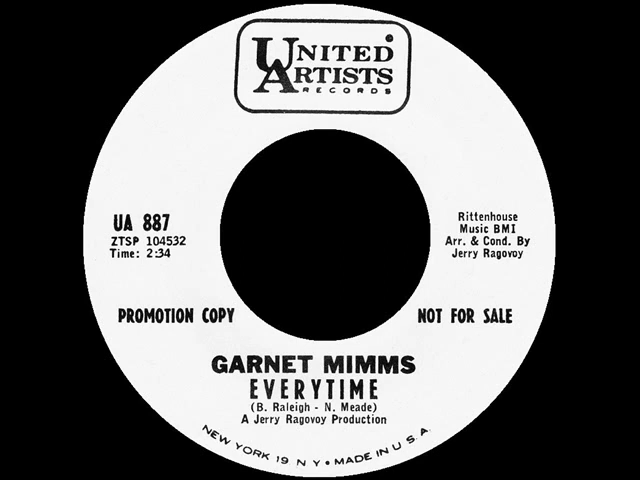 UNITED
ARTISTS
RECORDS
UA 887
ZTSP 104532
Time: 2:34
Rittenhouse
Music BMI
Arr. & Cond. By
Jerry Ragovoy
PROMOTION COPY
NOT FOR SALE
GARNET MIMMS
EVERYTIME
(B. Raleigh - N. Meade)
A Jerry Ragovoy Production
NEW YORK 19 N Y • MADE IN U.S.A.